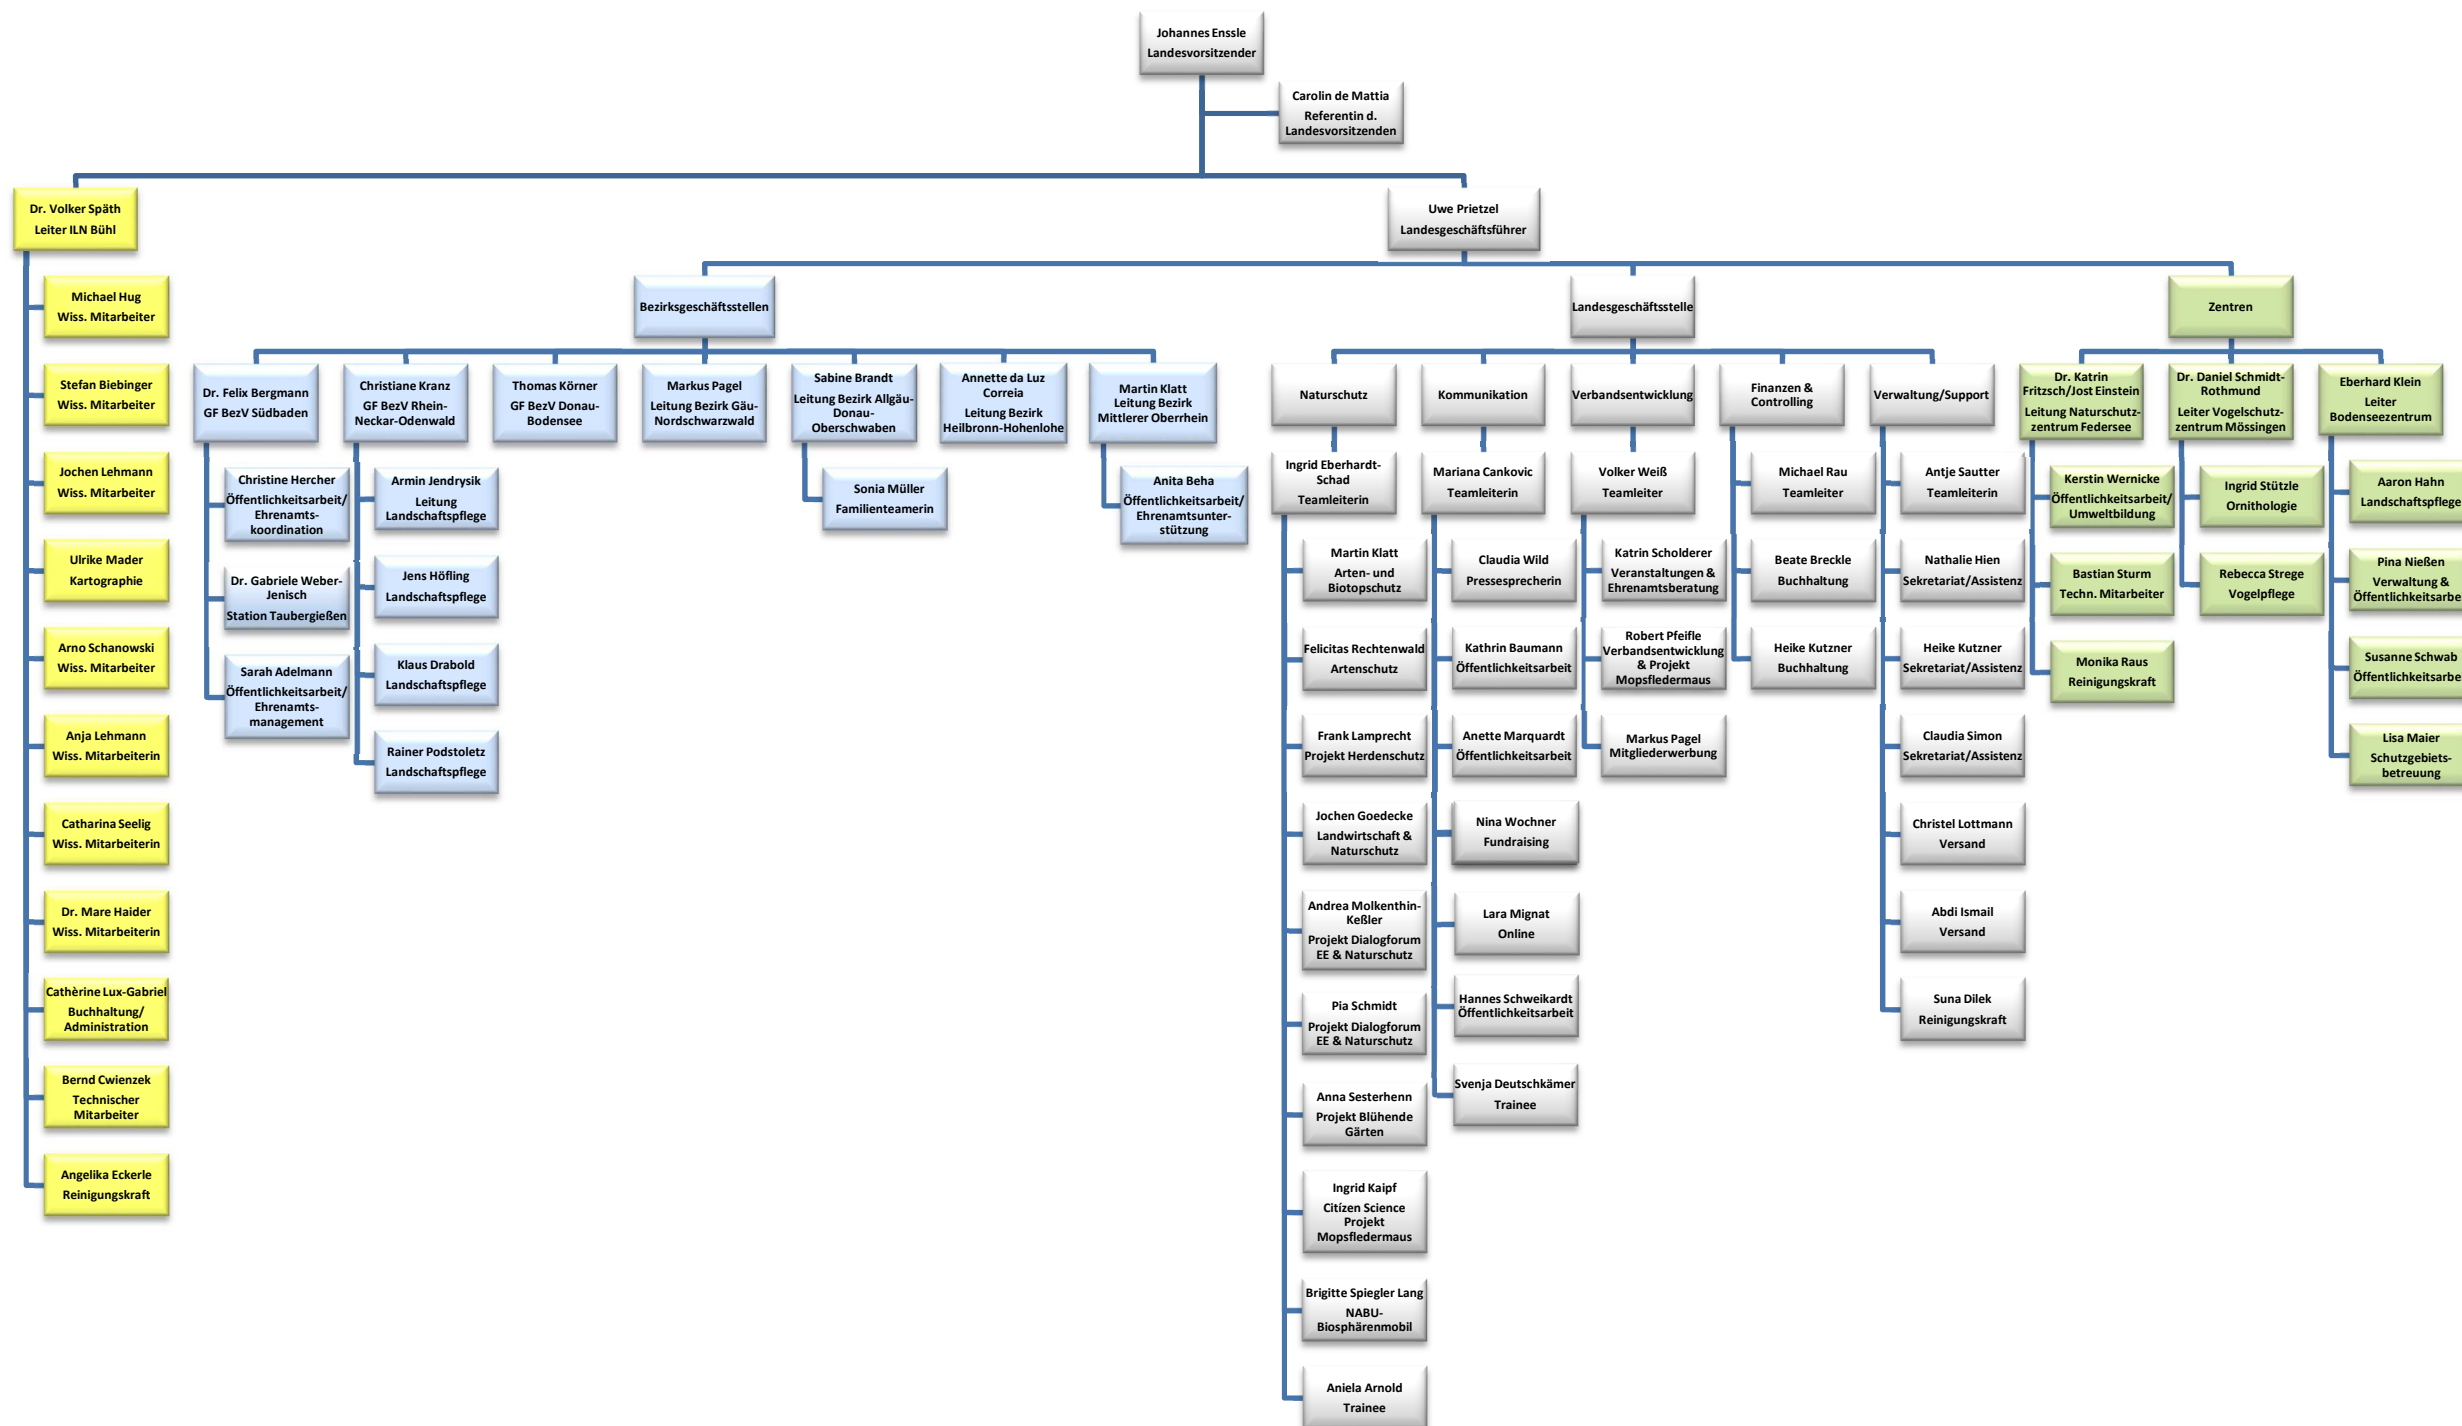 Johannes Enssle
Landesvorsitzender
Carolin de Mattia
Referentin d.
Landesvorsitzenden
Dr. Volker Späth
Leiter ILN Bühl
Uwe Prietzel
Landesgeschäftsführer
Michael Hug
Wiss. Mitarbeiter
Stefan Biebinger
Wiss. Mitarbeiter
Jochen Lehmann
Wiss. Mitarbeiter
Ulrike Mader
Kartographie
Arno Schanowski
Wiss. Mitarbeiter
Anja Lehmann
Wiss. Mitarbeiterin
Catharina Seelig
Wiss. Mitarbeiterin
Dr. Mare Haider
Wiss. Mitarbeiterin
Cathèrine Lux-Gabriel
Buchhaltung/
Administration
Bernd Cwienzek
Technischer
Mitarbeiter
Angelika Eckerle
Reinigungskraft
Bezirksgeschäftsstellen
Dr. Felix Bergmann
GF BezV Südbaden
Christine Hercher
Öffentlichkeitsarbeit/
Ehrenamts-
koordination
Dr. Gabriele Weber-
Jenisch
Station Taubergießen
Sarah Adelmann
Öffentlichkeitsarbeit/
Ehrenamts-
management
Christiane Kranz
GF BezV Rhein-
Neckar-Odenwald
Armin Jendrysik
Leitung
Landschaftspflege
Jens Höfling
Landschaftspflege
Klaus Drabold
Landschaftspflege
Rainer Podstoletz
Landschaftspflege
Thomas Körner
GF BezV Donau-
Bodensee
Markus Pagel
Leitung Bezirk Gäu-
Nordschwarzwald
Sabine Brandt
Leitung Bezirk Allgäu-
Donau-
Oberschwaben
Sonia Müller
Familienteamerin
Annette da Luz
Correia
Leitung Bezirk
Heilbronn-Hohenlohe
Martin Klatt
Leitung Bezirk
Mittlerer Oberrhein
Anita Beha
Öffentlichkeitsarbeit/
Ehrenamtsunter-
stützung
Landesgeschäftsstelle
Naturschutz
Ingrid Eberhardt-
Schad
Teamleiterin
Martin Klatt
Arten- und
Biotopschutz
Felicitas Rechtenwald
Artenschutz
Frank Lamprecht
Projekt Herdenschutz
Jochen Goedecke
Landwirtschaft &
Naturschutz
Andrea Molkenthin-
Keßler
Projekt Dialogforum
EE & Naturschutz
Pia Schmidt
Projekt Dialogforum
EE & Naturschutz
Anna Sesterhenn
Projekt Blühende
Gärten
Ingrid Kaipf
Citízen Science
Projekt
Mopsfledermaus
Brigitte Spiegler Lang
NABU-
Biosphärenmobil
Aniela Arnold
Trainee
Kommunikation
Mariana Cankovic
Teamleiterin
Claudia Wild
Pressesprecherin
Kathrin Baumann
Öffentlichkeitsarbeit
Anette Marquardt
Öffentlichkeitsarbeit
Nina Wochner
Fundraising
Lara Mignat
Online
Hannes Schweikardt
Öffentlichkeitsarbeit
Svenja Deutschkämer
Trainee
Verbandsentwicklung
Volker Weiß
Teamleiter
Katrin Scholderer
Veranstaltungen &
Ehrenamtsberatung
Robert Pfeifle
Verbandsentwicklung
& Projekt
Mopsfledermaus
Markus Pagel
Mitgliederwerbung
Finanzen &
Controlling
Michael Rau
Teamleiter
Beate Breckle
Buchhaltung
Heike Kutzner
Buchhaltung
Verwaltung/Support
Antje Sautter
Teamleiterin
Nathalie Hien
Sekretariat/Assistenz
Heike Kutzner
Sekretariat/Assistenz
Claudia Simon
Sekretariat/Assistenz
Christel Lottmann
Versand
Abdi Ismail
Versand
Suna Dilek
Reinigungskraft
Zentren
Dr. Katrin
Fritzsch/Jost Einstein
Leitung Naturschutz-
zentrum Federsee
Kerstin Wernicke
Öffentlichkeitsarbeit/
Umweltbildung
Bastian Sturm
Techn. Mitarbeiter
Monika Raus
Reinigungskraft
Dr. Daniel Schmidt-
Rothmund
Leiter Vogelschutz-
zentrum Mössingen
Ingrid Stützle
Ornithologie
Rebecca Strege
Vogelpflege
Eberhard Klein
Leiter
Bodenseezentrum
Aaron Hahn
Landschaftspflege
Pina Nießen
Verwaltung &
Öffentlichkeitsarbe
Susanne Schwab
Öffentlichkeitsarbe
Lisa Maier
Schutzgebiets-
betreuung